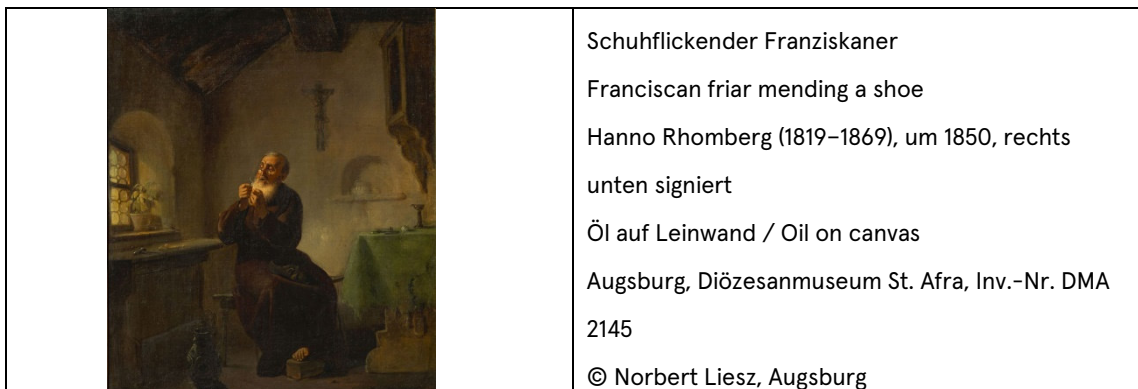 Schuhflickender Franziskaner
Franciscan friar mending a shoe
Hanno Rhomberg (1819–1869), um 1850, rechts
unten signiert
Öl auf Leinwand / Oil on canvas
Augsburg, Diözesanmuseum St. Afra, Inv.-Nr. DMA
2145
© Norbert Liesz, Augsburg